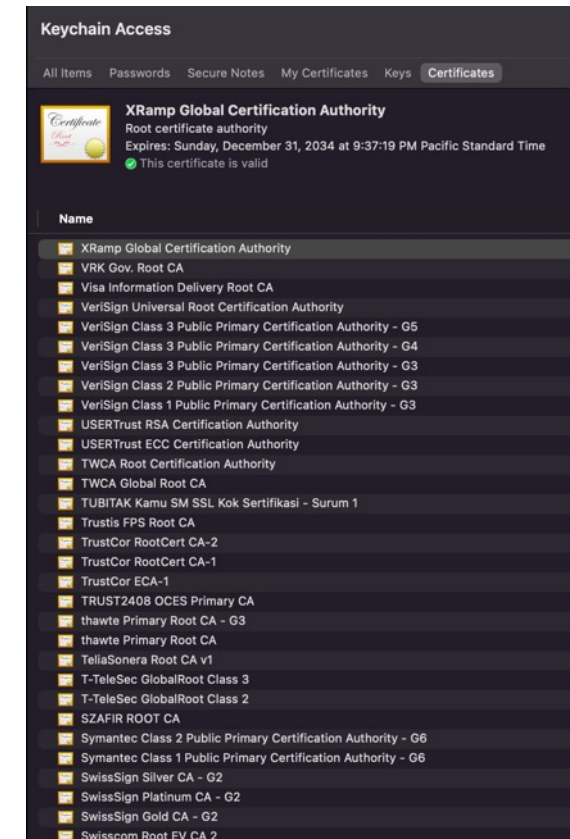 Keychain Access
All Items Passwords Secure Notes My Certificates Keys Certificates
Certificate
Root
XRamp Global Certification Authority
Root certificate authority
Expires: Sunday, December 31, 2034 at 9:37:19 PM Pacific Standard Time
This certificate is valid
Name
XRamp Global Certification Authority
VRK Gov. Root CA
Visa Information Delivery Root CA
VeriSign Universal Root Certification Authority
VeriSign Class 3 Public Primary Certification Authority - G5
VeriSign Class 3 Public Primary Certification Authority - G4
VeriSign Class 3 Public Primary Certification Authority - G3
VeriSign Class 2 Public Primary Certification Authority - G3
VeriSign Class 1 Public Primary Certification Authority - G3
USERTrust RSA Certification Authority
USERTrust ECC Certification Authority
TWCA Root Certification Authority
TWCA Global Root CA
TUBITAK Kamu SM SSL Kok Sertifikasi - Surum 1
Trustis FPS Root CA
TrustCor RootCert CA-2
TrustCor RootCert CA-1
TrustCor ECA-1
TRUST2408 OCES Primary CA
thawte Primary Root CA - G3
thawte Primary Root CA
TeliaSonera Root CA v1
T-TeleSec GlobalRoot Class 3
T-TeleSec GlobalRoot Class 2
SZAFIR ROOT CA
Symantec Class 2 Public Primary Certification Authority - G6
Symantec Class 1 Public Primary Certification Authority - G6
SwissSign Silver CA - G2
SwissSign Platinum CA - G2
SwissSign Gold CA - G2
Swisscom Root EV CA 2